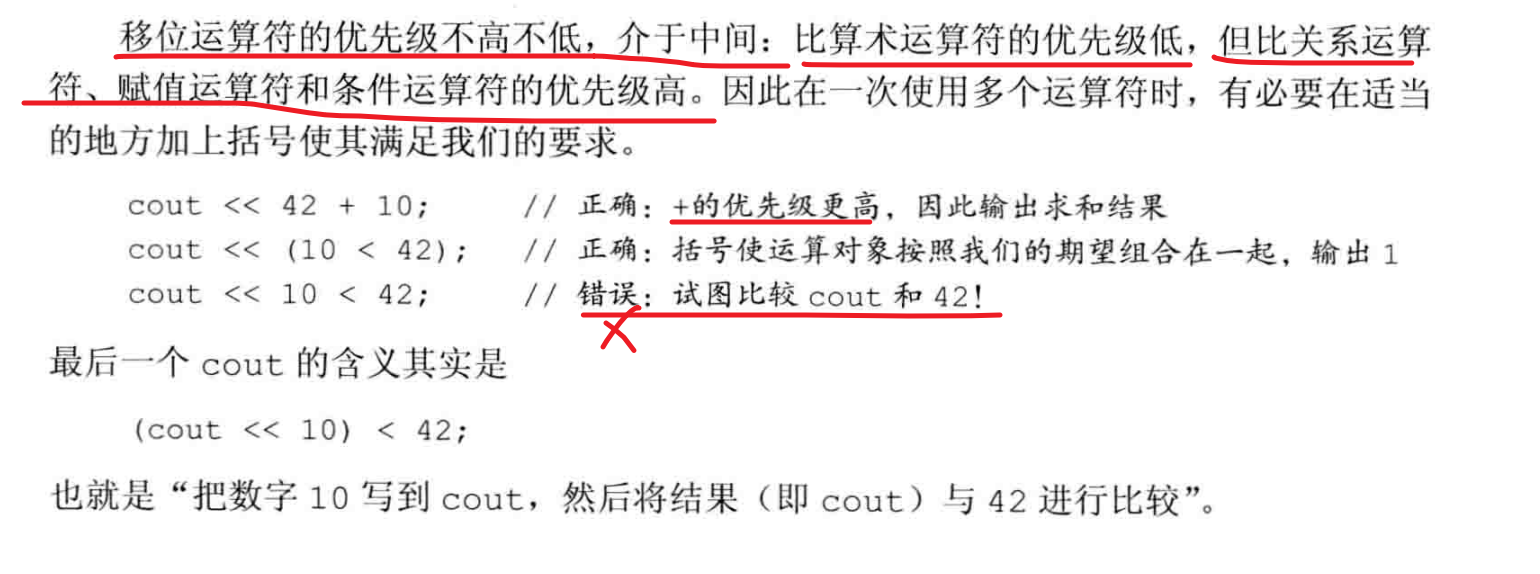 移位运算符的优先级不高不低，介于中间：比算术运算符的优先级低，但比关系运算
符、赋值运算符和条件运算符的优先级高。因此在一次使用多个运算符时，有必要在适当
的地方加上括号使其满足我们的要求。
cout << 42 + 10; // 正确：+的优先级更高，因此输出求和结果
cout << (10 < 42); // 正确：括号使运算对象按照我们的期望组合在一起，输出 1
cout << 10 < 42; // 错误：试图比较 cout 和 42!
最后一个 cout 的含义其实是
(cout << 10) < 42;
也就是“把数字 10 写到 cout，然后将结果（即 cout）与 42 进行比较”。